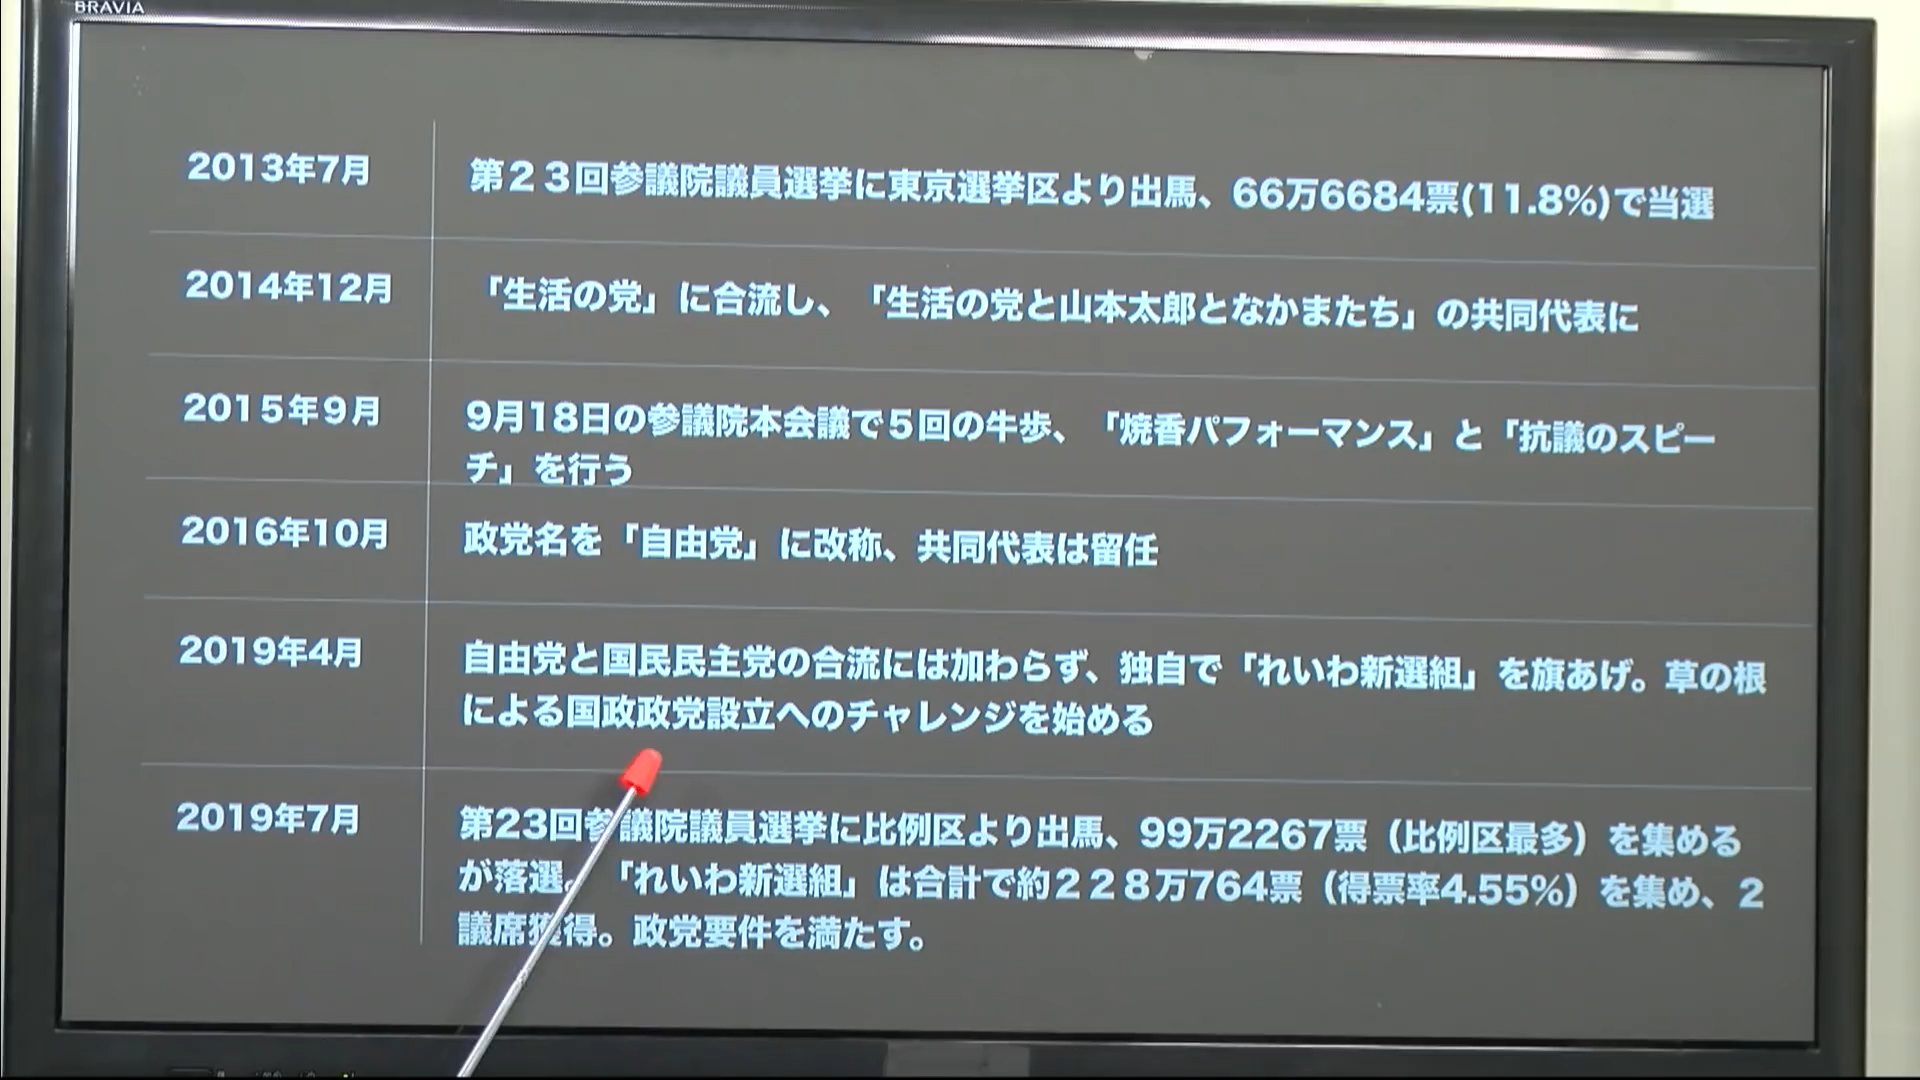 BRAVIA
2013年7月
第２３回参議院議員選挙に東京選挙区より出馬、66万6684票(11.8%)で当選
2014年12月
「生活の党」に合流し、「生活の党と山本太郎となかまたち」の共同代表に
2015年9月
9月18日の参議院本会議で５回の牛歩、「焼香パフォーマンス」と「抗議のスピー
チ」を行う
2016年10月
政党名を「自由党」に改称、共同代表は留任
2019年4月
自由党と国民民主党の合流には加わらず、独自で「れいわ新選組」を旗あげ。草の根
による国政政党設立へのチャレンジを始める
2019年7月
第23回参議院議員選挙に比例区より出馬、99万2267票（比例区最多）を集める
が落選。「れいわ新選組」は合計で約２２８万764票（得票率4.55%）を集め、２
議席獲得。政党要件を満たす。